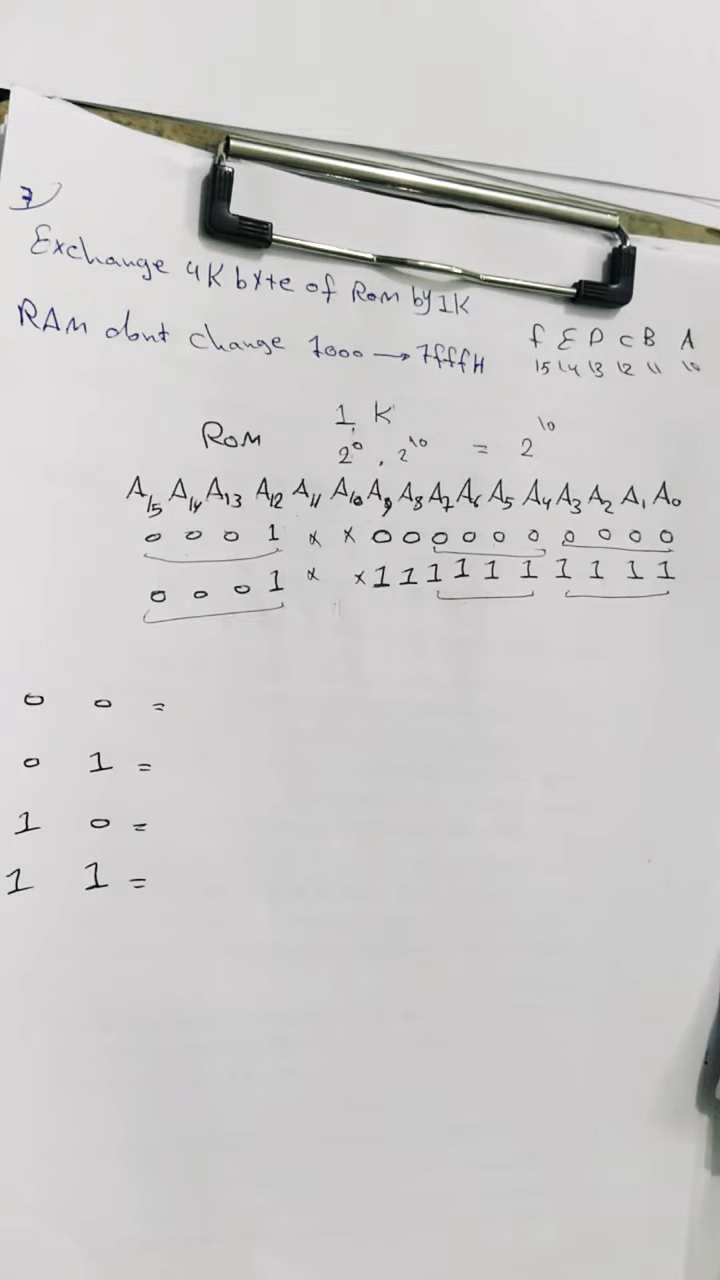 7)
Exchange 4K byte of Rom by 1K
RAM dont change 1000 → 7fffH
f E D C B A
15 14 13 12 11 10
Rom
1 K
2⁰ . 2¹⁰ = 2¹⁰
A₁₅ A₁₄ A₁₃ A₁₂ A₁₁ A₁₀ A₉ A₈ A₇ A₆ A₅ A₄ A₃ A₂ A₁ A₀
0 0 0 1 x x 0 0 0 0 0 0 0 0 0 0
0 0 0 1 x x 1 1 1 1 1 1 1 1 1 1
0 0 =
0 1 =
1 0 =
1 1 =